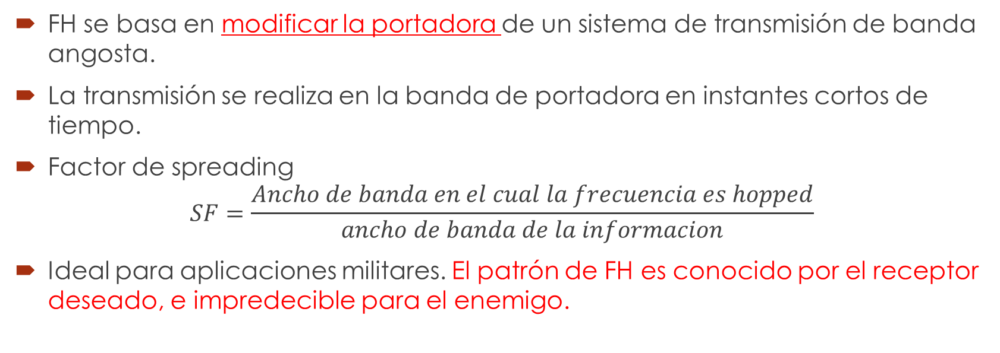 FH se basa en modificar la portadora de un sistema de transmisión de banda
angosta.
La transmisión se realiza en la banda de portadora en instantes cortos de
tiempo.
Factor de spreading
SF = Ancho de banda en el cual la frecuencia es hopped
ancho de banda de la informacion
Ideal para aplicaciones militares. El patrón de FH es conocido por el receptor
deseado, e impredecible para el enemigo.